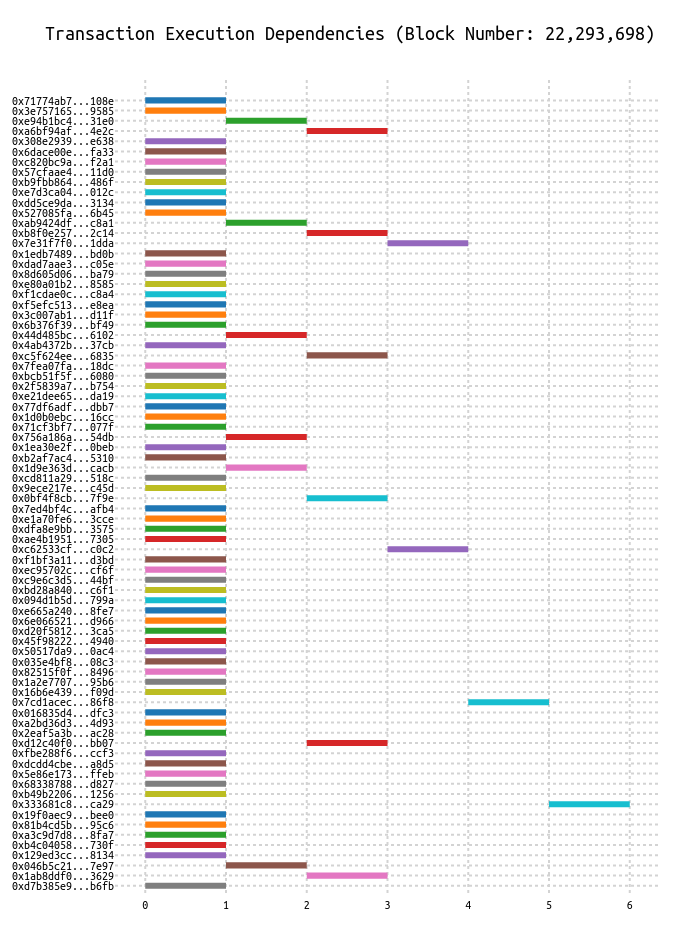 Transaction Execution Dependencies (Block Number: 22,293,698)
0x71774ab7...108e
0x3e757165...9585
0xe94b1bc4...31e0
0xa6bf94af...4e2c
0x308e2939...e638
0x6dace00e...fa33
0xc820bc9a...f2a1
0x57cfaae4...11d0
0xb9fbb864...486f
0xe7d3ca04...012c
0xdd5ce9da...3134
0x527085fa...6b45
0xab9424df...c8a1
0xb8f0e257...2c14
0x7e31f7f0...1dda
0x1edb7489...bd0b
0xdad7aae3...c05e
0x8d605d06...ba79
0xe80a01b2...8585
0xf1cdae0c...c8a4
0xf5efc513...e8ea
0x3c007ab1...d11f
0x6b376f39...bf49
0x44d485bc...6102
0x4ab4372b...37cb
0xc5f624ee...6835
0x7fea07fa...18dc
0xbcb51f5f...6080
0x2f5839a7...b754
0xe21dee65...da19
0x77df6adf...dbb7
0x1d0b0ebc...16cc
0x71cf3bf7...077f
0x756a186a...54db
0x1ea30e2f...0beb
0xb2af7ac4...5310
0x1d9e363d...cacb
0xcd811a29...518c
0x9ece217e...c45d
0x0bf4f8cb...7f9e
0x7ed4bf4c...afb4
0xe1a70fe6...3cce
0xdfa8e9bb...3575
0xae4b1951...7305
0xc62533cf...c0c2
0xf1bf3a11...d3bd
0xec95702c...cf6f
0xc9e6c3d5...44bf
0xbd28a840...c6f1
0x094d1b5d...799a
0xe665a240...8fe7
0x6e066521...d966
0xd20f5812...3ca5
0x45f98222...4940
0x50517da9...0ac4
0x035e4bf8...08c3
0x82515f0f...8496
0x1a2e7707...95b6
0x16b6e439...f09d
0x7cd1acec...86f8
0x016835d4...dfc3
0xa2bd36d3...4d93
0x2eaf5a3b...ac28
0xd12c40f0...bb07
0xfbe288f6...ccf3
0xdcdd4cbe...a8d5
0x5e86e173...ffeb
0x68338788...d827
0xb49b2206...1256
0x333681c8...ca29
0x19f0aec9...bee0
0x81b4cd5b...95c6
0xa3c9d7d8...8fa7
0xb4c04058...730f
0x129ed3cc...8134
0x046b5c21...7e97
0x1ab8ddf0...3629
0xd7b385e9...b6fb
0 1 2 3 4 5 6